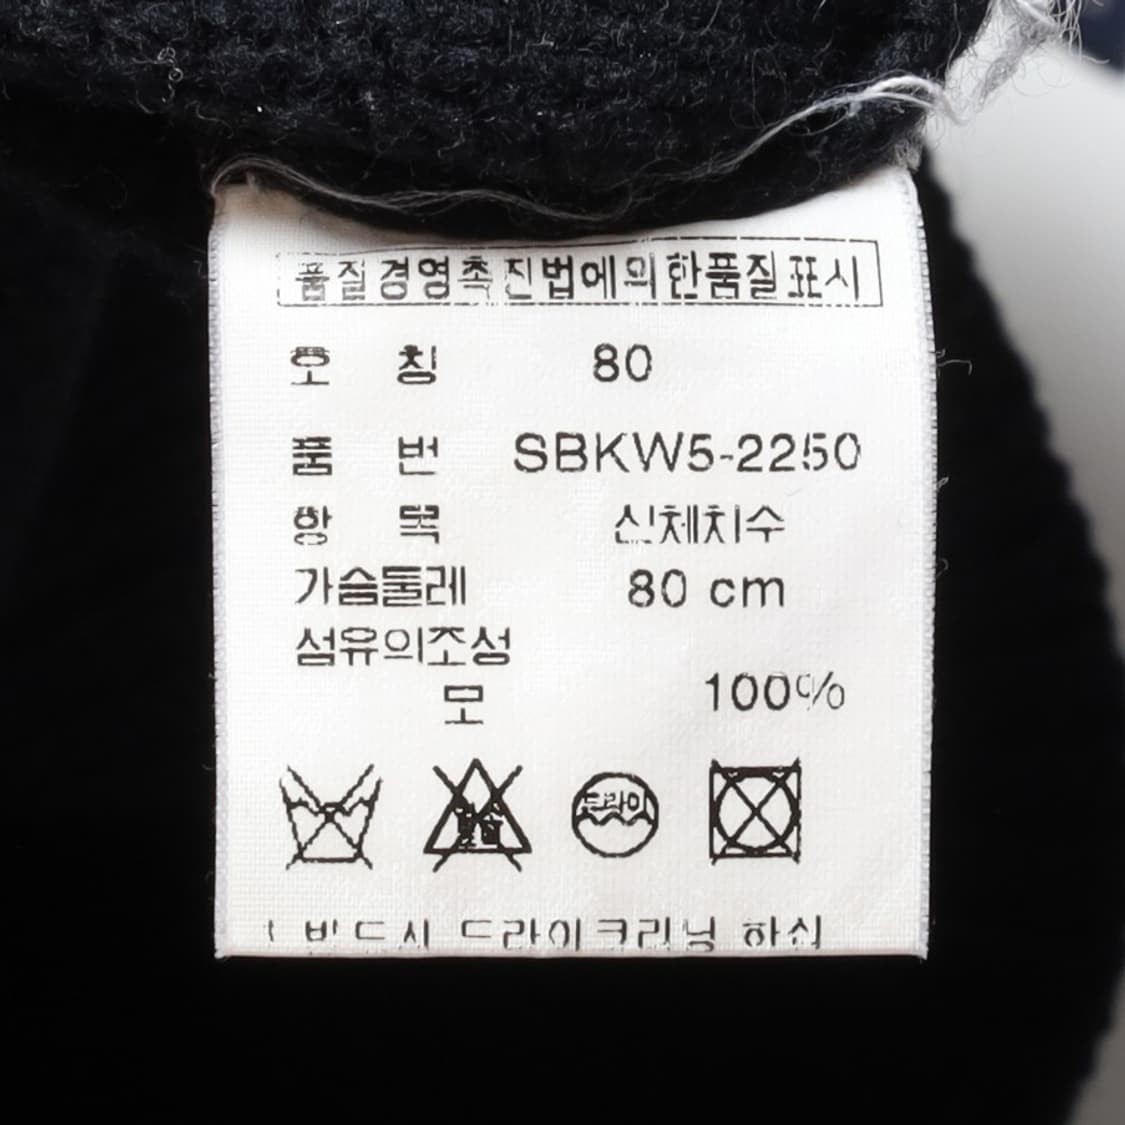 품질경영촉진법에의한품질표시
호 칭 80
품 번 SBKW5-2250
항 목 신체치수
가슴둘레 80 cm
섬유의조성
모 100%
드라이
반드시 드라이크리닝 하십